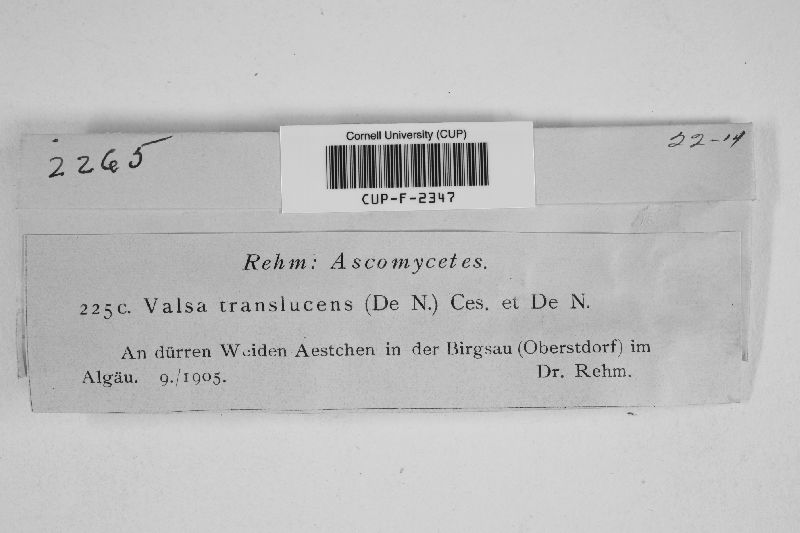 Cornell University (CUP)
CUP-F-2347
2265
22-14
Rehm: Ascomycetes.
225c. Valsa translucens (De N.) Ces. et De N.
An dürren Weiden Aestchen in der Birgsau (Oberstdorf) im
Algäu. 9./1905. Dr. Rehm.